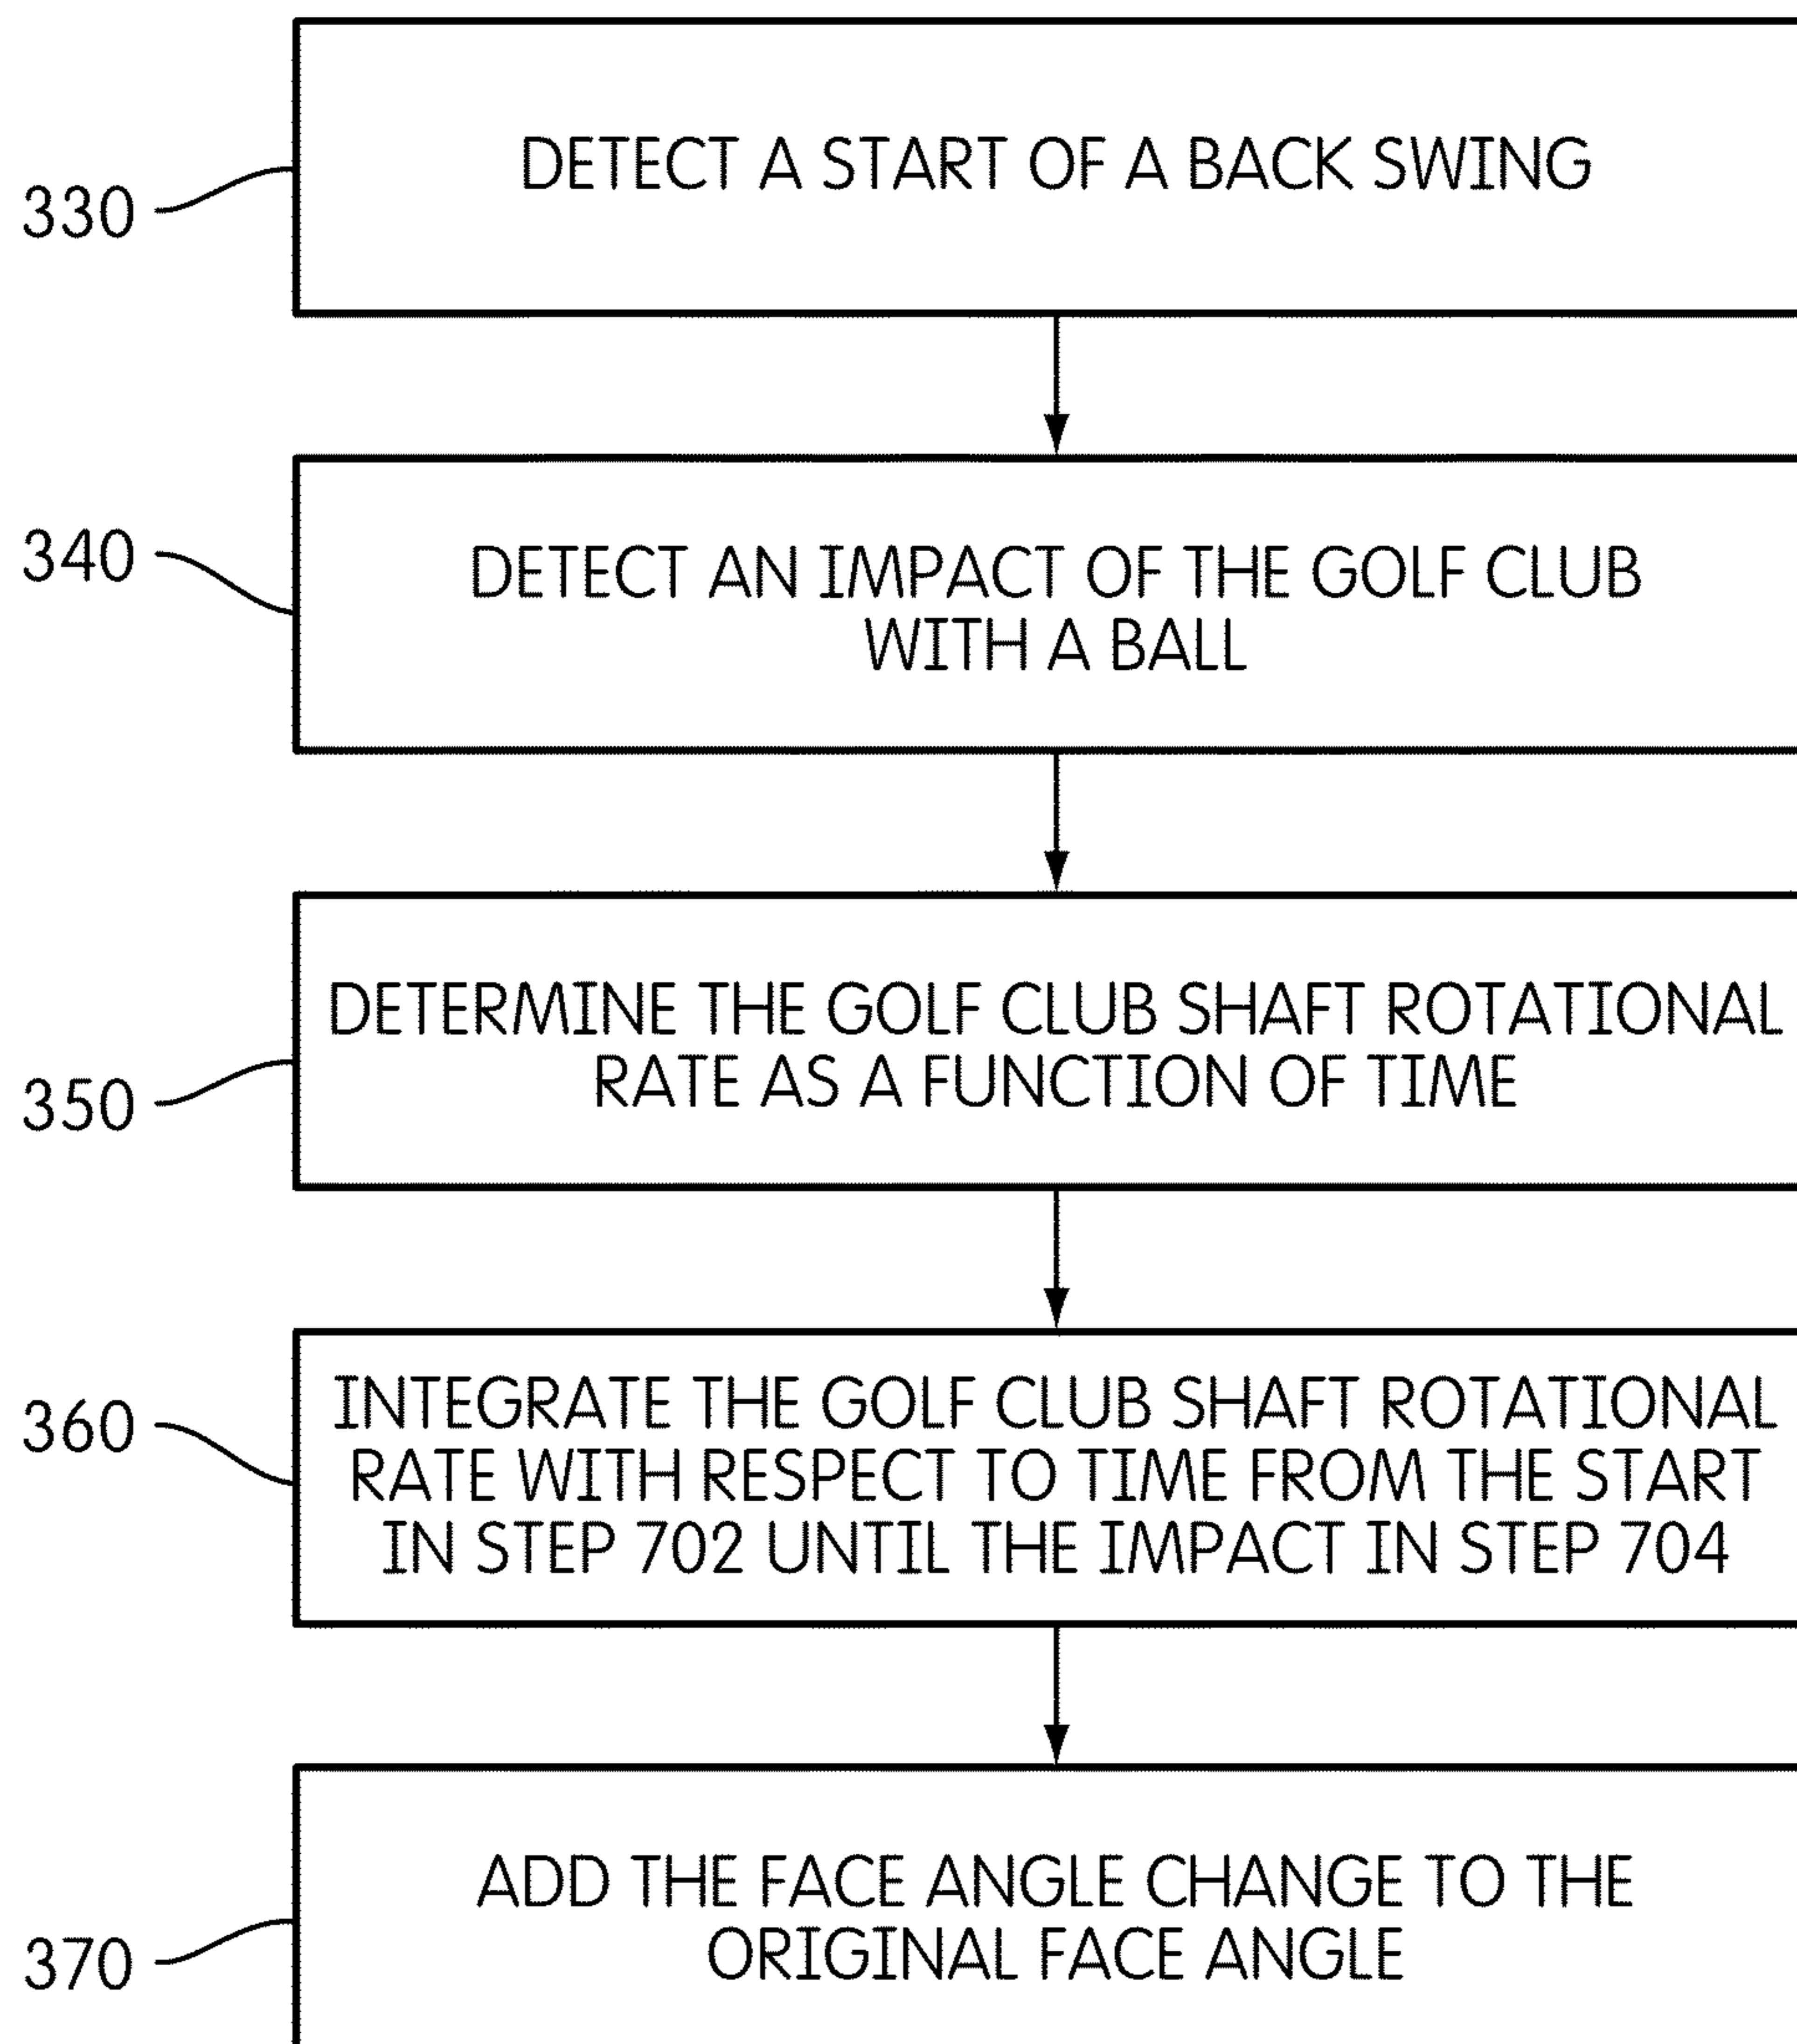 330
DETECT A START OF A BACK SWING
340
DETECT AN IMPACT OF THE GOLF CLUB
WITH A BALL
350
DETERMINE THE GOLF CLUB SHAFT ROTATIONAL
RATE AS A FUNCTION OF TIME
360
INTEGRATE THE GOLF CLUB SHAFT ROTATIONAL
RATE WITH RESPECT TO TIME FROM THE START
IN STEP 702 UNTIL THE IMPACT IN STEP 704
370
ADD THE FACE ANGLE CHANGE TO THE
ORIGINAL FACE ANGLE